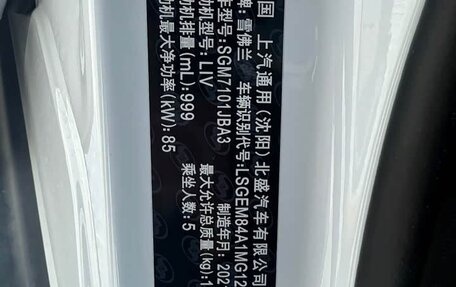 国 上汽通用(沈阳)北盛汽车有限公司
牌:雪佛兰 车辆识别代号:LSGEM84A1MG12
型号:SGM7101JBA3 制造年月:202
动机型号:LIV 最大允许总质量(kg):1
动机排量(mL):999 乘坐人数:5
动机最大净功率(kW):85